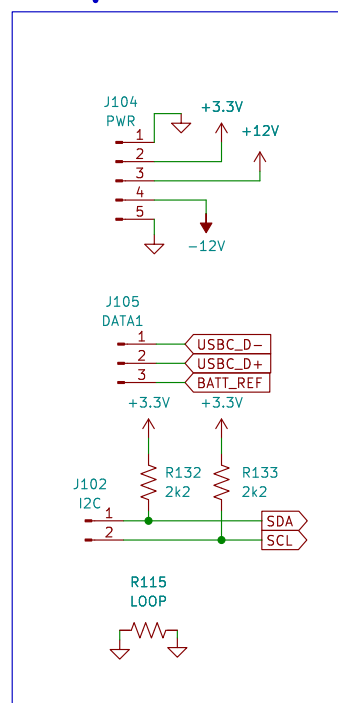 J104
PWR
+3.3V
+12V
1
2
3
4
5
-12V
J105
DATA1
1
2
3
USBC_D-
USBC_D+
BATT_REF
+3.3V
+3.3V
R132
2k2
R133
2k2
J102
I2C
1
2
SDA
SCL
R115
LOOP